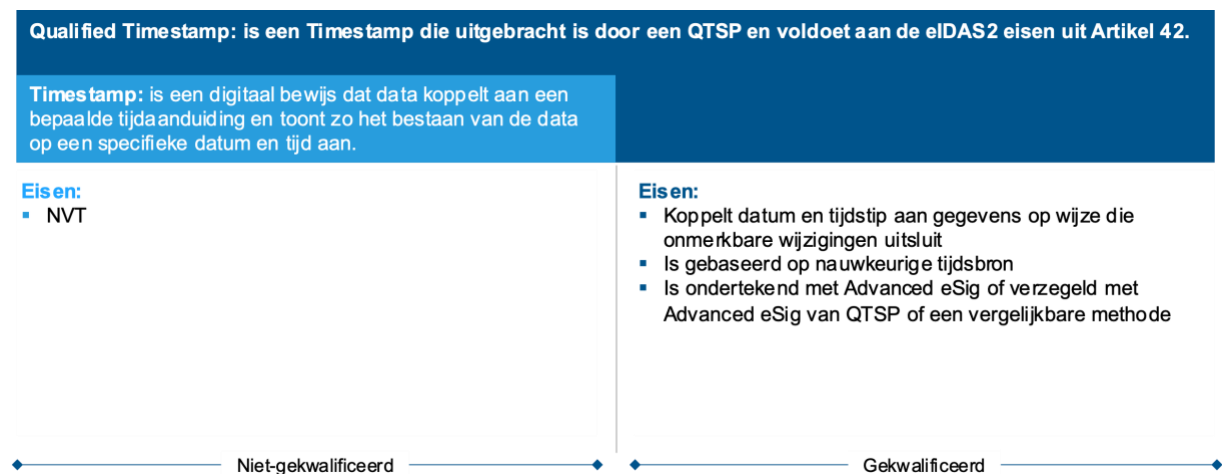 Qualified Timestamp: is een Timestamp die uitgebracht is door een QTSP en voldoet aan de eIDAS2 eisen uit Artikel 42.
Timestamp: is een digitaal bewijs dat data koppelt aan een
bepaalde tijdaanduiding en toont zo het bestaan van de data
op een specifieke datum en tijd aan.
Eisen:
▪ NVT
Eisen:
▪ Koppelt datum en tijdstip aan gegevens op wijze die
onmerkbare wijzigingen uitsluit
▪ Is gebaseerd op nauwkeurige tijdsbron
▪ Is ondertekend met Advanced eSig of verzegeld met
Advanced eSig van QTSP of een vergelijkbare methode
Niet-gekwalificeerd
Gekwalificeerd